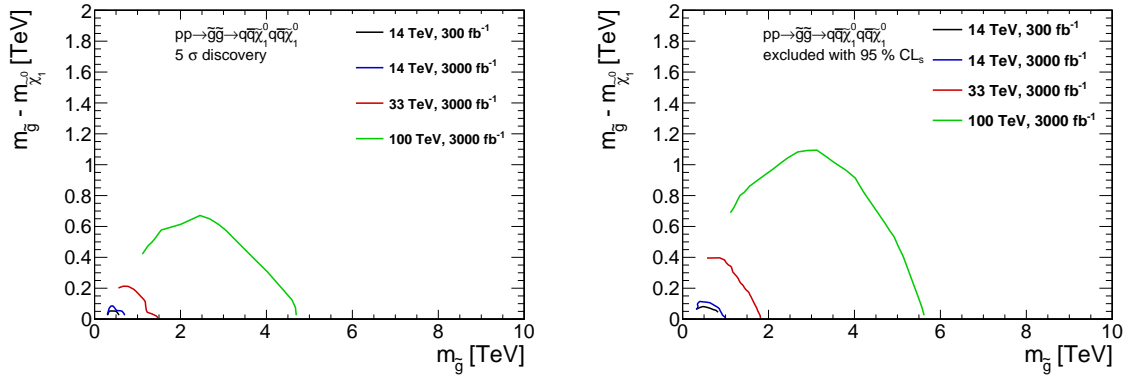 pp→g̃g̃→qq̄χ̃₁⁰qq̄χ̃₁⁰
5 σ discovery
14 TeV, 300 fb⁻¹
14 TeV, 3000 fb⁻¹
33 TeV, 3000 fb⁻¹
100 TeV, 3000 fb⁻¹
m_g̃ - m_χ̃₁⁰ [TeV]
2
1.8
1.6
1.4
1.2
1
0.8
0.6
0.4
0.2
0
0 2 4 6 8 10
m_g̃ [TeV]
pp→g̃g̃→qq̄χ̃₁⁰qq̄χ̃₁⁰
excluded with 95 % CLₛ
14 TeV, 300 fb⁻¹
14 TeV, 3000 fb⁻¹
33 TeV, 3000 fb⁻¹
100 TeV, 3000 fb⁻¹
m_g̃ - m_χ̃₁⁰ [TeV]
2
1.8
1.6
1.4
1.2
1
0.8
0.6
0.4
0.2
0
0 2 4 6 8 10
m_g̃ [TeV]